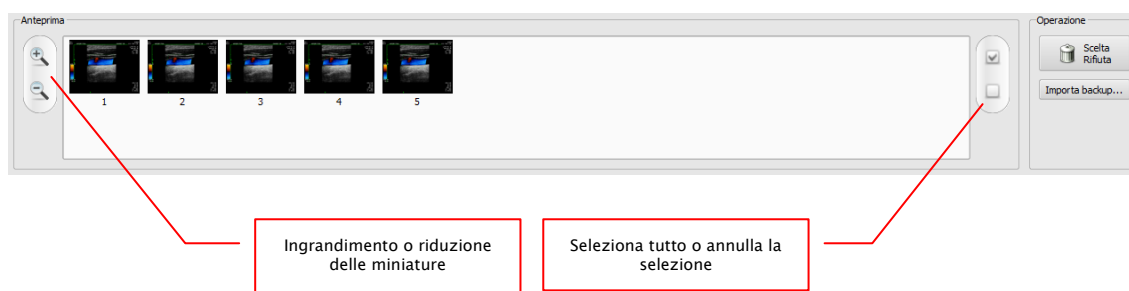 Anteprima
Operazione
Scelta
Rifiuta
Importa backup...
1 2 3 4 5
Ingrandimento o riduzione
delle miniature
Seleziona tutto o annulla la
selezione